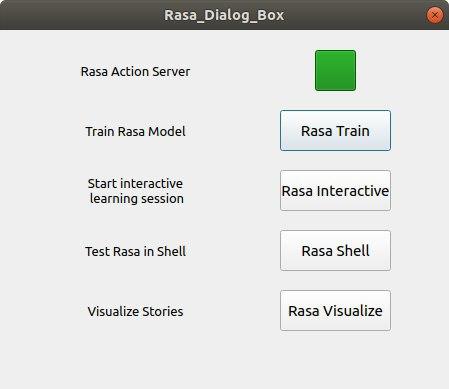 Rasa_Dialog_Box
Rasa Action Server
Train Rasa Model
Rasa Train
Start interactive
learning session
Rasa Interactive
Test Rasa in Shell
Rasa Shell
Visualize Stories
Rasa Visualize